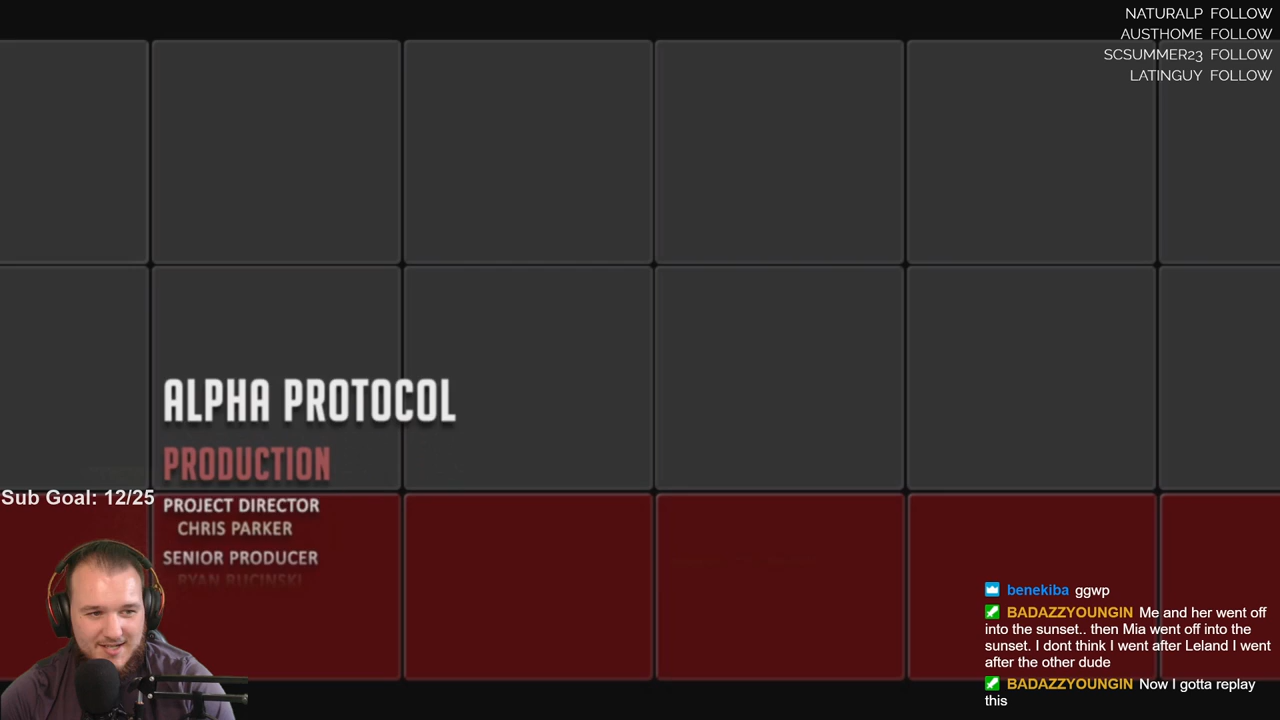 NATURALP FOLLOW
AUSTHOME FOLLOW
SCSUMMER23 FOLLOW
LATINGUY FOLLOW
ALPHA PROTOCOL
PRODUCTION
Sub Goal: 12/25
PROJECT DIRECTOR
CHRIS PARKER
SENIOR PRODUCER
RYAN RUCINSKI
benekiba ggwp
BADAZZYOUNGIN Me and her went off
into the sunset.. then Mia went off into the
sunset. I dont think I went after Leland I went
after the other dude
BADAZZYOUNGIN Now I gotta replay
this